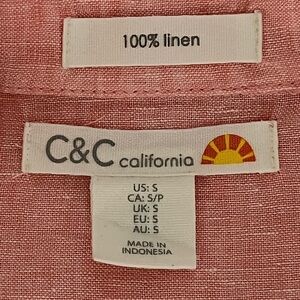 100% linen
C&C california
US: S
CA: S/P
UK: S
EU: S
AU: S
MADE IN
INDONESIA